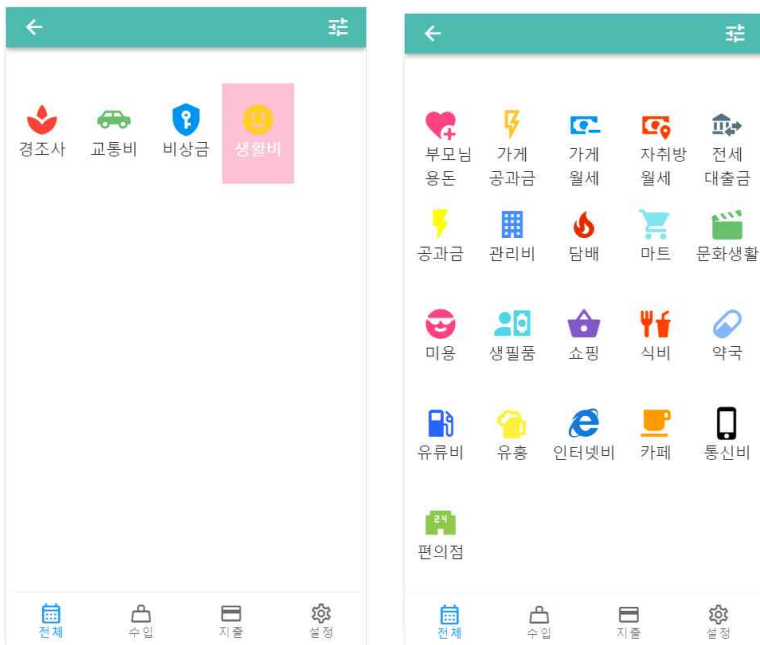 경조사 교통비 비상금 생활비
전체 수입 지출 설정
부모님 가게 가게 자취방 전세
용돈 공과금 월세 월세 대출금
공과금 관리비 담배 마트 문화생활
미용 생필품 쇼핑 식비 약국
유류비 유흥 인터넷비 카페 통신비
24
편의점
전체 수입 지출 설정